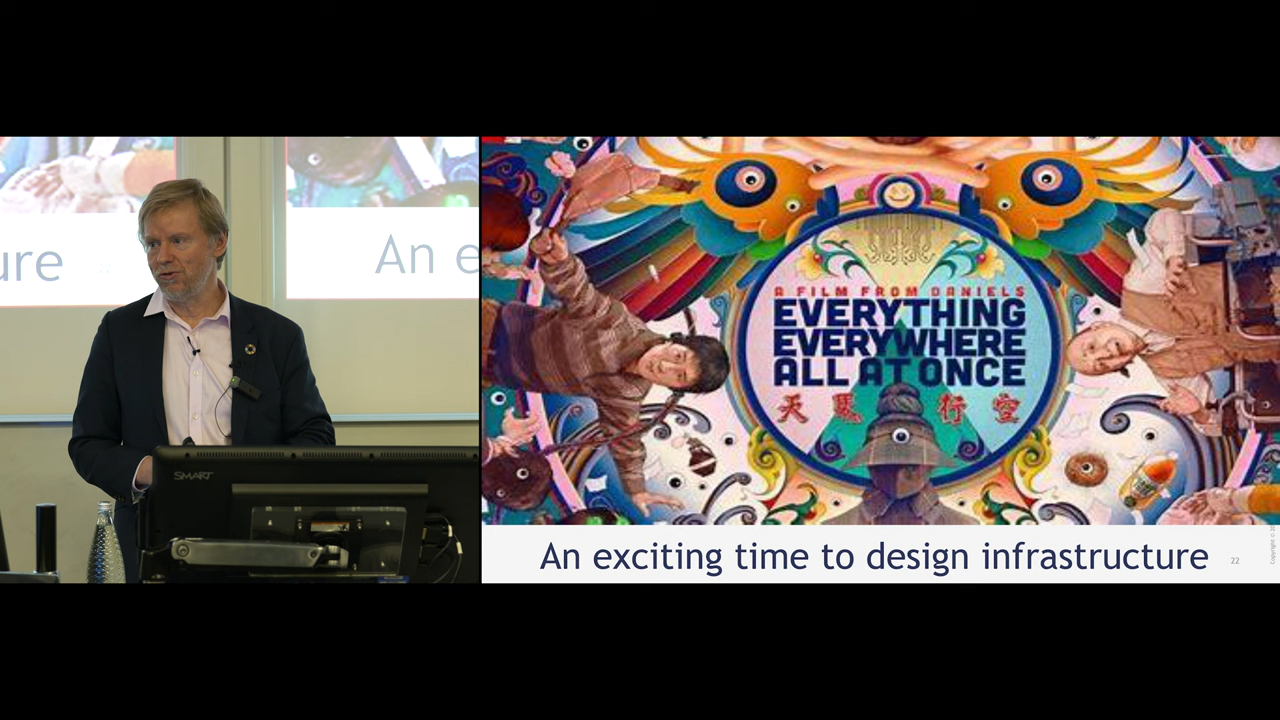 ure
An e
SMART
A FILM FROM DANIELS
EVERYTHING
EVERYWHERE
ALL AT ONCE
天 馬 行 空
An exciting time to design infrastructure
22